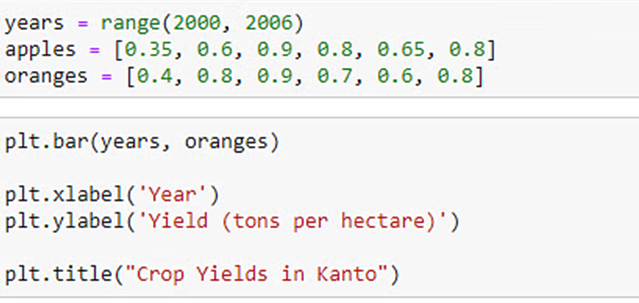 years = range(2000, 2006)
apples = [0.35, 0.6, 0.9, 0.8, 0.65, 0.8]
oranges = [0.4, 0.8, 0.9, 0.7, 0.6, 0.8]
plt.bar(years, oranges)
plt.xlabel('Year')
plt.ylabel('Yield (tons per hectare)')
plt.title("Crop Yields in Kanto")